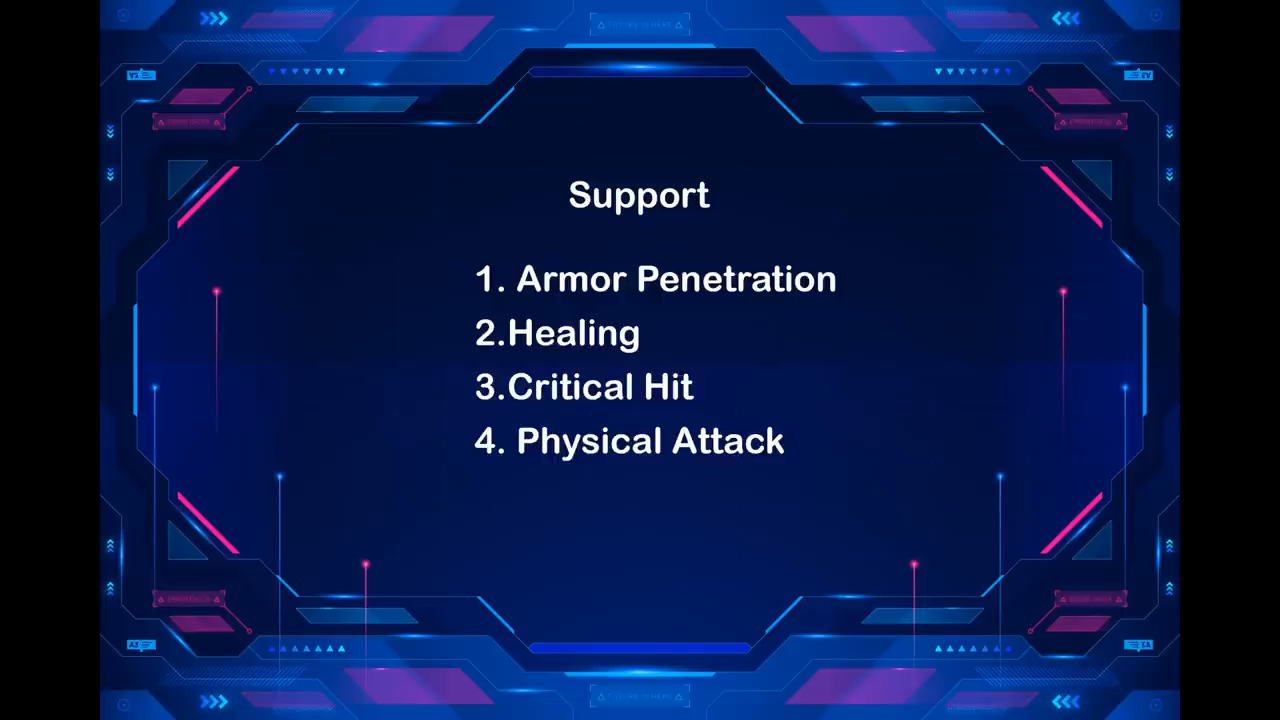 Support
1. Armor Penetration
2.Healing
3.Critical Hit
4. Physical Attack